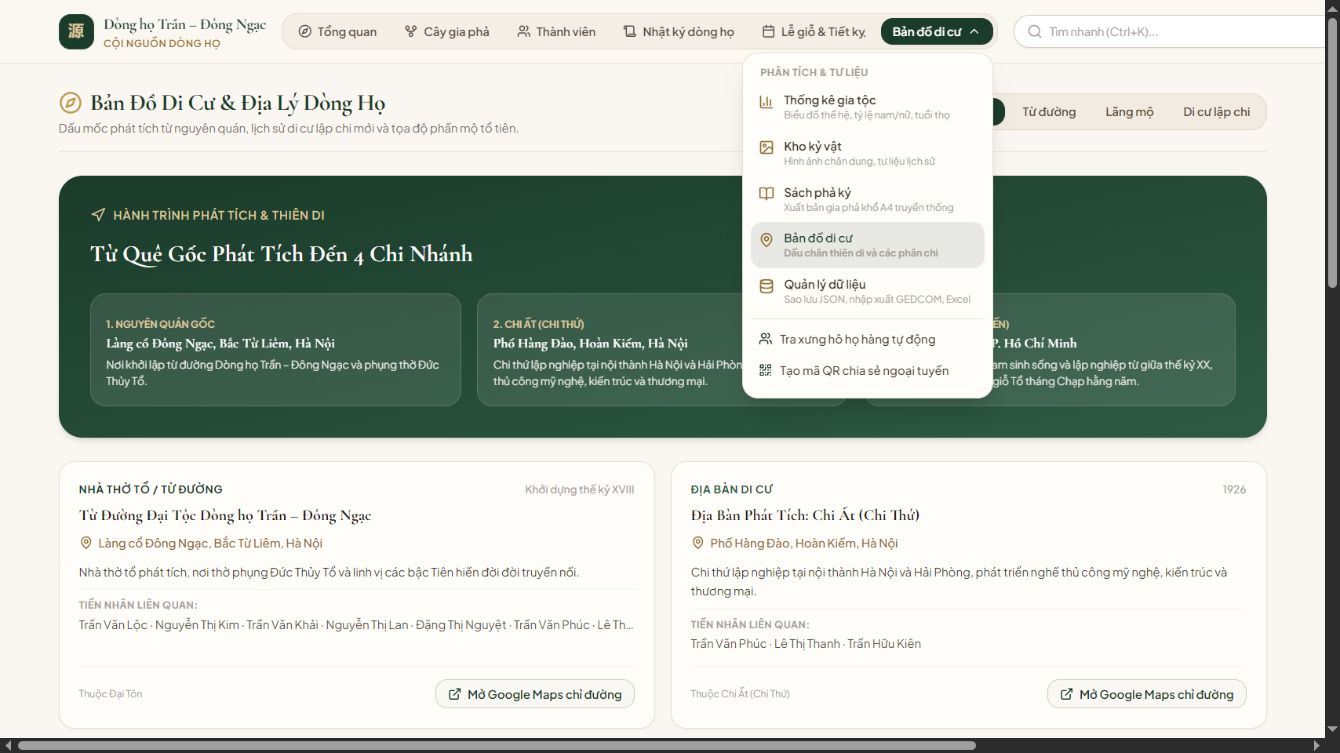 源
Dòng họ Trần – Đông Ngạc
CỘI NGUỒN DÒNG HỌ
Tổng quan
Cây gia phả
Thành viên
Nhật ký dòng họ
Lễ giỗ & Tiết kỵ
Bản đồ di cư
Tìm nhanh (Ctrl+K)...
Bản Đồ Di Cư & Địa Lý Dòng Họ
Dấu mốc phát tích từ nguyên quán, lịch sử di cư lập chi mới và tọa độ phần mộ tổ tiên.
Từ đường
Lăng mộ
Di cư lập chi
PHÂN TÍCH & TƯ LIỆU
Thống kê gia tộc
Biểu đồ thế hệ, tỷ lệ nam/nữ, tuổi thọ
Kho kỷ vật
Hình ảnh chân dung, tư liệu lịch sử
Sách phả ký
Xuất bản gia phả khổ A4 truyền thống
Bản đồ di cư
Dấu chân thiên di và các phân chi
Quản lý dữ liệu
Sao lưu JSON, nhập xuất GEDCOM, Excel
Tra xưng hô họ hàng tự động
Tạo mã QR chia sẻ ngoại tuyến
HÀNH TRÌNH PHÁT TÍCH & THIÊN DI
Từ Quê Gốc Phát Tích Đến 4 Chi Nhánh
1. NGUYÊN QUÁN GỐC
Làng cổ Đông Ngạc, Bắc Từ Liêm, Hà Nội
Nơi khởi lập từ đường Dòng họ Trần – Đông Ngạc và phụng thờ Đức
Thủy Tổ.
2. CHI ẤT (CHI THỨ)
Phố Hàng Đào, Hoàn Kiếm, Hà Nội
Chi thứ lập nghiệp tại nội thành Hà Nội và Hải Phòn
thủ công mỹ nghệ, kiến trúc và thương mại.
ỀN)
P. Hồ Chí Minh
am sinh sống và lập nghiệp từ giữa thế kỷ XX,
giỗ Tổ tháng Chạp hằng năm.
NHÀ THỜ TỔ / TỪ ĐƯỜNG
Khởi dựng thế kỷ XVIII
Từ Đường Đại Tộc Dòng họ Trần – Đông Ngạc
Làng cổ Đông Ngạc, Bắc Từ Liêm, Hà Nội
Nhà thờ tổ phát tích, nơi thờ phụng Đức Thủy Tổ và linh vị các bậc Tiên hiền đời đời truyền nối.
TIỀN NHÂN LIÊN QUAN:
Trần Văn Lộc · Nguyễn Thị Kim · Trần Văn Khải · Nguyễn Thị Lan · Đặng Thị Nguyệt · Trần Văn Phúc · Lê Th...
Thuộc Đại Tôn
Mở Google Maps chỉ đường
ĐỊA BÀN DI CƯ
1926
Địa Bàn Phát Tích: Chi Ất (Chi Thứ)
Phố Hàng Đào, Hoàn Kiếm, Hà Nội
Chi thứ lập nghiệp tại nội thành Hà Nội và Hải Phòng, phát triển nghề thủ công mỹ nghệ, kiến trúc và
thương mại.
TIỀN NHÂN LIÊN QUAN:
Trần Văn Phúc · Lê Thị Thanh · Trần Hữu Kiên
Thuộc Chi Ất (Chi Thứ)
Mở Google Maps chỉ đường